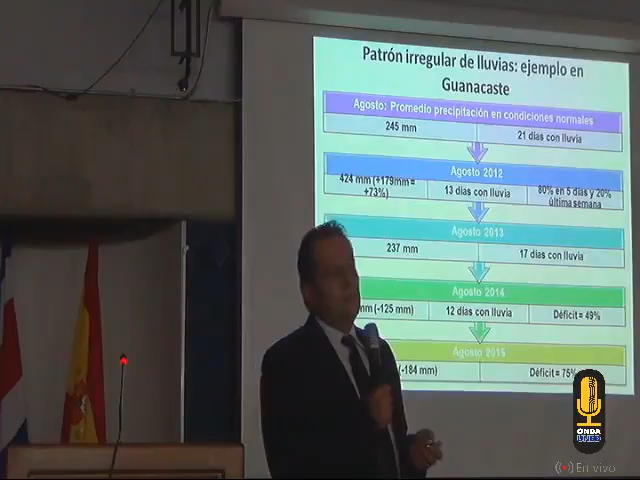 Patrón irregular de lluvias: ejemplo en
Guanacaste
Agosto: Promedio precipitación en condiciones normales
245 mm
21 días con lluvia
Agosto 2012
424 mm (+179mm =
+73%)
13 días con lluvia
80% en 5 días y 20%
última semana
Agosto 2013
237 mm
17 días con lluvia
Agosto 2014
mm (-125 mm)
12 días con lluvia
Déficit = 49%
Agosto 2015
(-184 mm)
Déficit = 75%
ONDA
UNED
En vivo